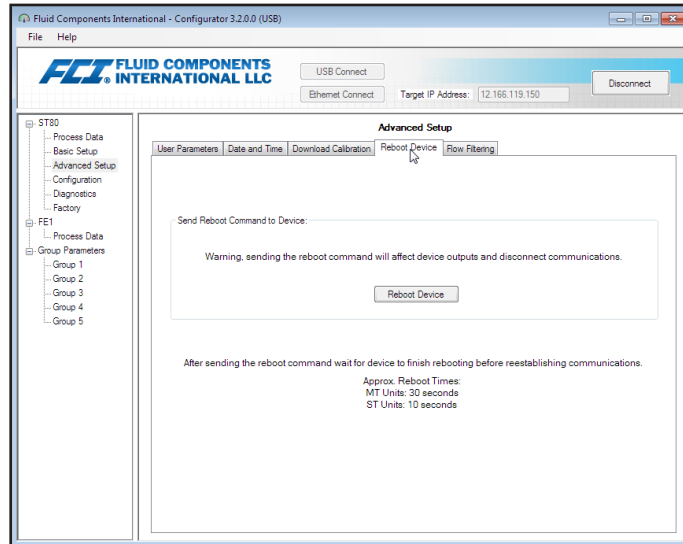 Fluid Components International - Configurator 3.2.0.0 (USB)
File Help
FCI® FLUID COMPONENTS
INTERNATIONAL LLC
USB Connect
Ethernet Connect
Target IP Address: 12.166.119.150
Disconnect
ST80
Process Data
Basic Setup
Advanced Setup
Configuration
Diagnostics
Factory
FE1
Process Data
Group Parameters
Group 1
Group 2
Group 3
Group 4
Group 5
Advanced Setup
User Parameters Date and Time Download Calibration Reboot Device Flow Filtering
Send Reboot Command to Device:
Warning, sending the reboot command will affect device outputs and disconnect communications.
Reboot Device
After sending the reboot command wait for device to finish rebooting before reestablishing communications.
Approx. Reboot Times:
MT Units: 30 seconds
ST Units: 10 seconds